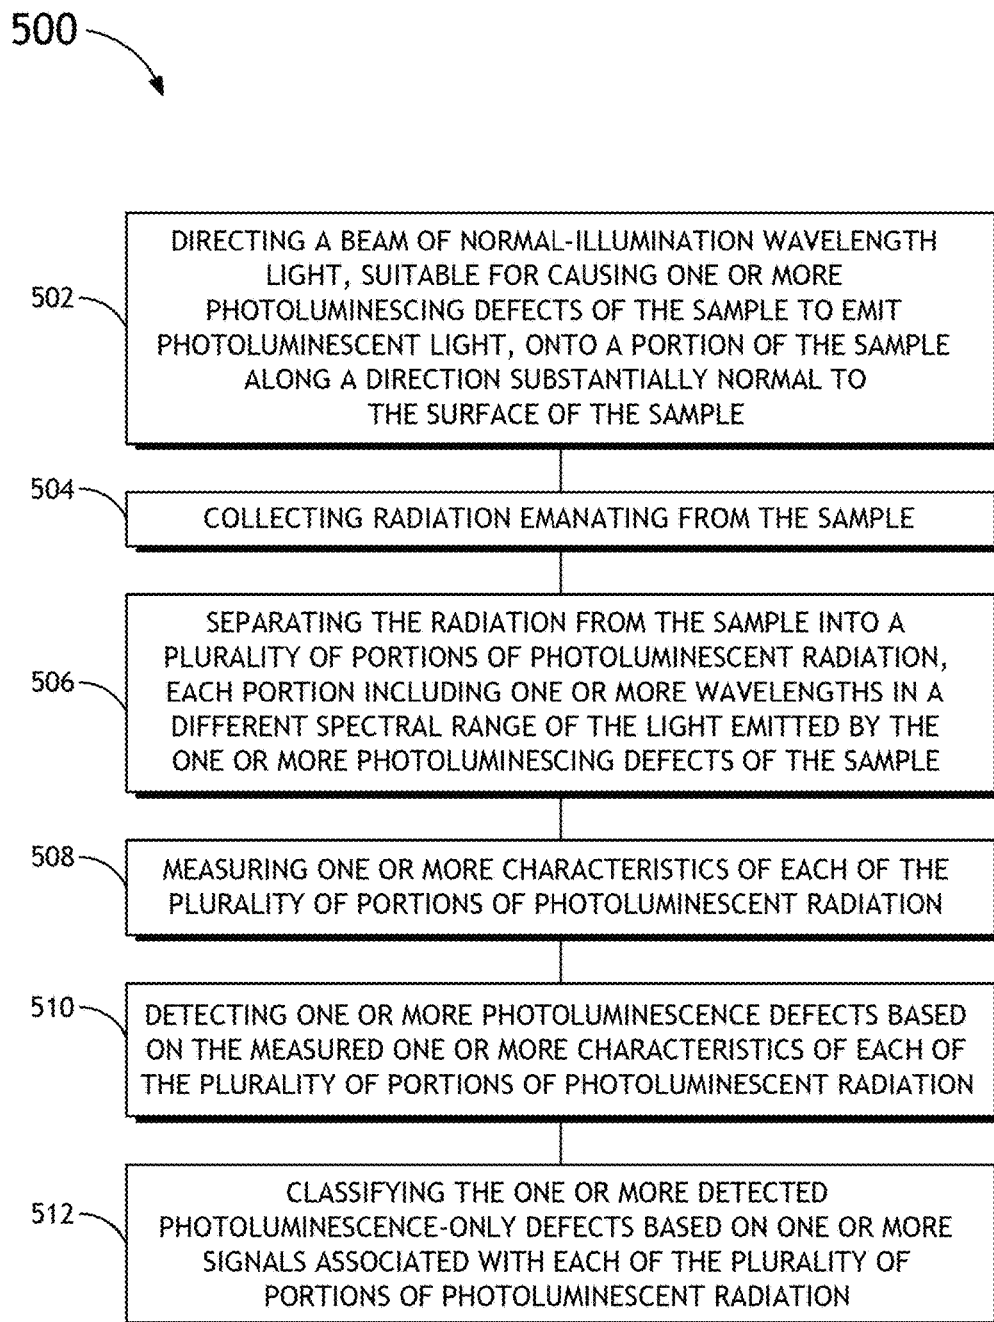 500
502
DIRECTING A BEAM OF NORMAL-ILLUMINATION WAVELENGTH
LIGHT, SUITABLE FOR CAUSING ONE OR MORE
PHOTOLUMINESCING DEFECTS OF THE SAMPLE TO EMIT
PHOTOLUMINESCENT LIGHT, ONTO A PORTION OF THE SAMPLE
ALONG A DIRECTION SUBSTANTIALLY NORMAL TO
THE SURFACE OF THE SAMPLE
504
COLLECTING RADIATION EMANATING FROM THE SAMPLE
506
SEPARATING THE RADIATION FROM THE SAMPLE INTO A
PLURALITY OF PORTIONS OF PHOTOLUMINESCENT RADIATION,
EACH PORTION INCLUDING ONE OR MORE WAVELENGTHS IN A
DIFFERENT SPECTRAL RANGE OF THE LIGHT EMITTED BY THE
ONE OR MORE PHOTOLUMINESCING DEFECTS OF THE SAMPLE
508
MEASURING ONE OR MORE CHARACTERISTICS OF EACH OF THE
PLURALITY OF PORTIONS OF PHOTOLUMINESCENT RADIATION
510
DETECTING ONE OR MORE PHOTOLUMINESCENCE DEFECTS BASED
ON THE MEASURED ONE OR MORE CHARACTERISTICS OF EACH OF
THE PLURALITY OF PORTIONS OF PHOTOLUMINESCENT RADIATION
512
CLASSIFYING THE ONE OR MORE DETECTED
PHOTOLUMINESCENCE-ONLY DEFECTS BASED ON ONE OR MORE
SIGNALS ASSOCIATED WITH EACH OF THE PLURALITY OF
PORTIONS OF PHOTOLUMINESCENT RADIATION